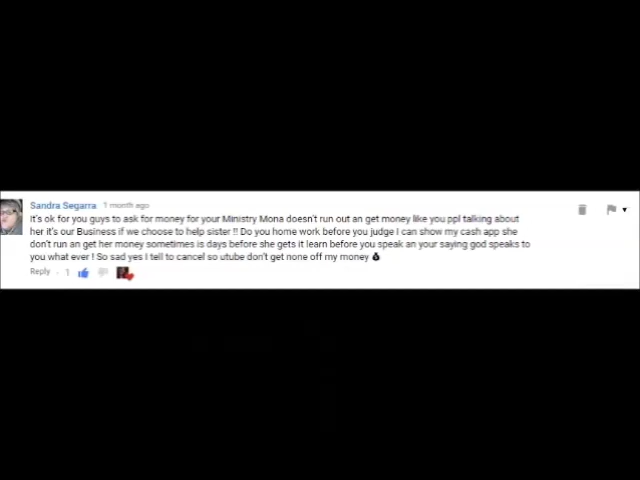 Sandra Segarra 1 month ago
It's ok for you guys to ask for money for your Ministry Mona doesn't run out an get money like you ppl talking about
her it's our Business if we choose to help sister !! Do you home work before you judge I can show my cash app she
don't run an get her money sometimes is days before she gets it learn before you speak an your saying god speaks to
you what ever ! So sad yes I tell to cancel so utube don't get none off my money
Reply · 1